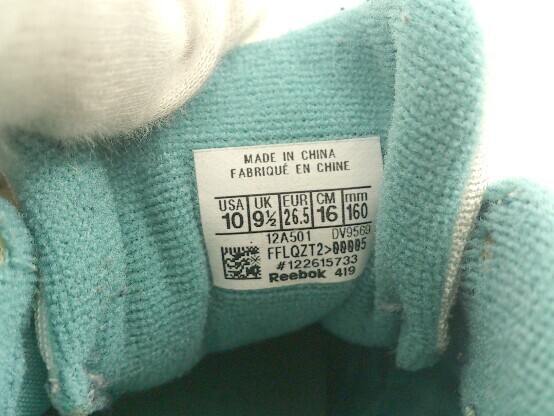 MADE IN CHINA
FABRIQUÉ EN CHINE
USA UK EUR CM mm
10 9½ 26.5 16 160
12A501 DV9569
FFLQZT2>00005
#122615733
Reebok 419